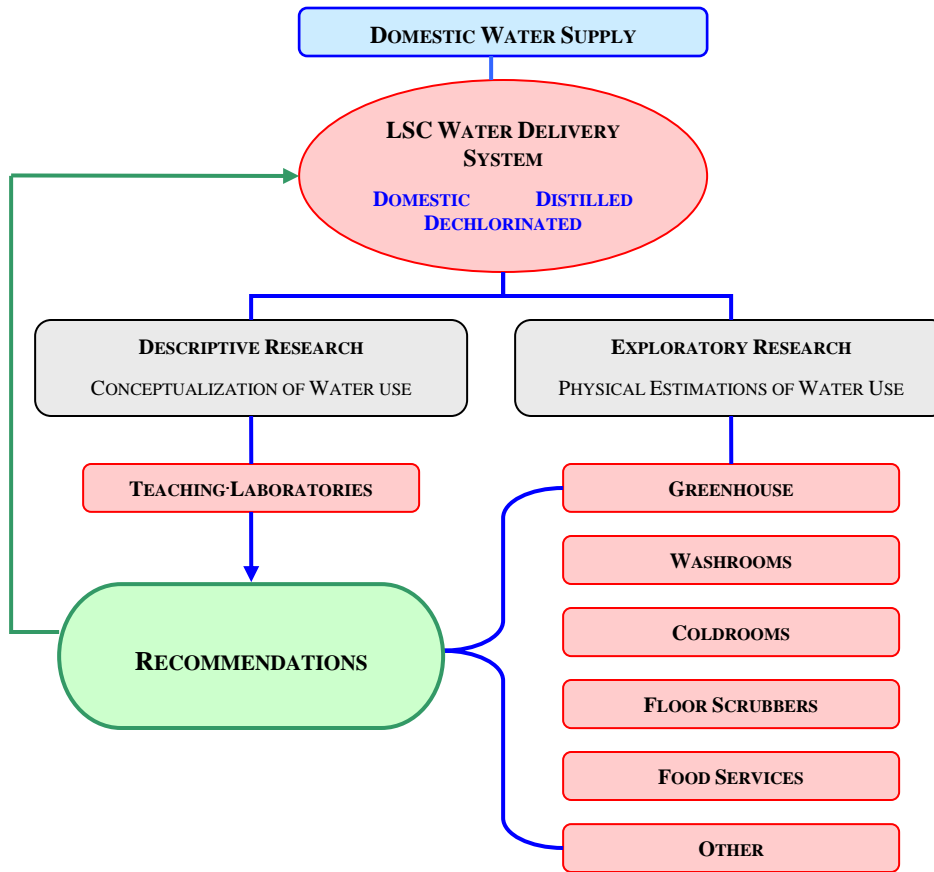 DOMESTIC WATER SUPPLY
LSC WATER DELIVERY
SYSTEM
DOMESTIC DISTILLED
DECHLORINATED
DESCRIPTIVE RESEARCH
CONCEPTUALIZATION OF WATER USE
EXPLORATORY RESEARCH
PHYSICAL ESTIMATIONS OF WATER USE
TEACHING·LABORATORIES
GREENHOUSE
WASHROOMS
COLDROOMS
RECOMMENDATIONS
FLOOR SCRUBBERS
FOOD SERVICES
OTHER